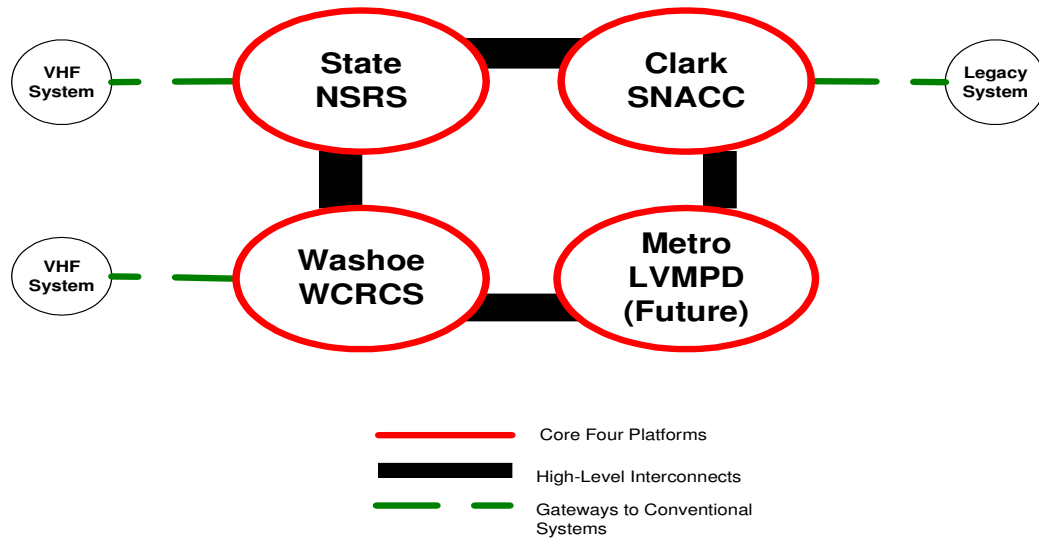 VHF
System
State
NSRS
Clark
SNACC
Legacy
System
VHF
System
Washoe
WCRCS
Metro
LVMPD
(Future)
Core Four Platforms
High-Level Interconnects
Gateways to Conventional
Systems